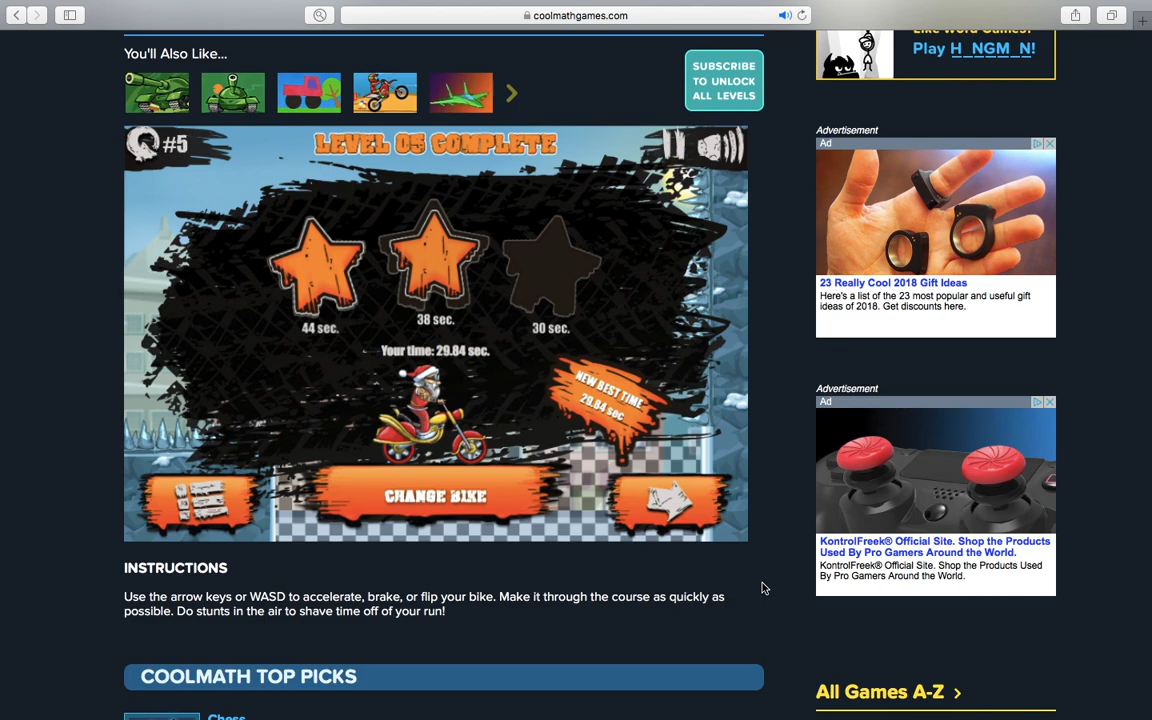 coolmathgames.com
You'll Also Like...
SUBSCRIBE
TO UNLOCK
ALL LEVELS
Like Word Games?
Play H_NGM_N!
#5
LEVEL 05 COMPLETE
44 sec.
38 sec.
30 sec.
Your time: 29.84 sec.
NEW BEST TIME
29.84 sec
CHANGE BIKE
Advertisement
Ad
23 Really Cool 2018 Gift Ideas
Here's a list of the 23 most popular and useful gift
ideas of 2018. Get discounts here.
Advertisement
Ad
KontrolFreek® Official Site. Shop the Products
Used By Pro Gamers Around the World.
KontrolFreek® Official Site. Shop the Products Used
By Pro Gamers Around the World.
INSTRUCTIONS
Use the arrow keys or WASD to accelerate, brake, or flip your bike. Make it through the course as quickly as
possible. Do stunts in the air to shave time off of your run!
COOLMATH TOP PICKS
Chess
All Games A-Z >